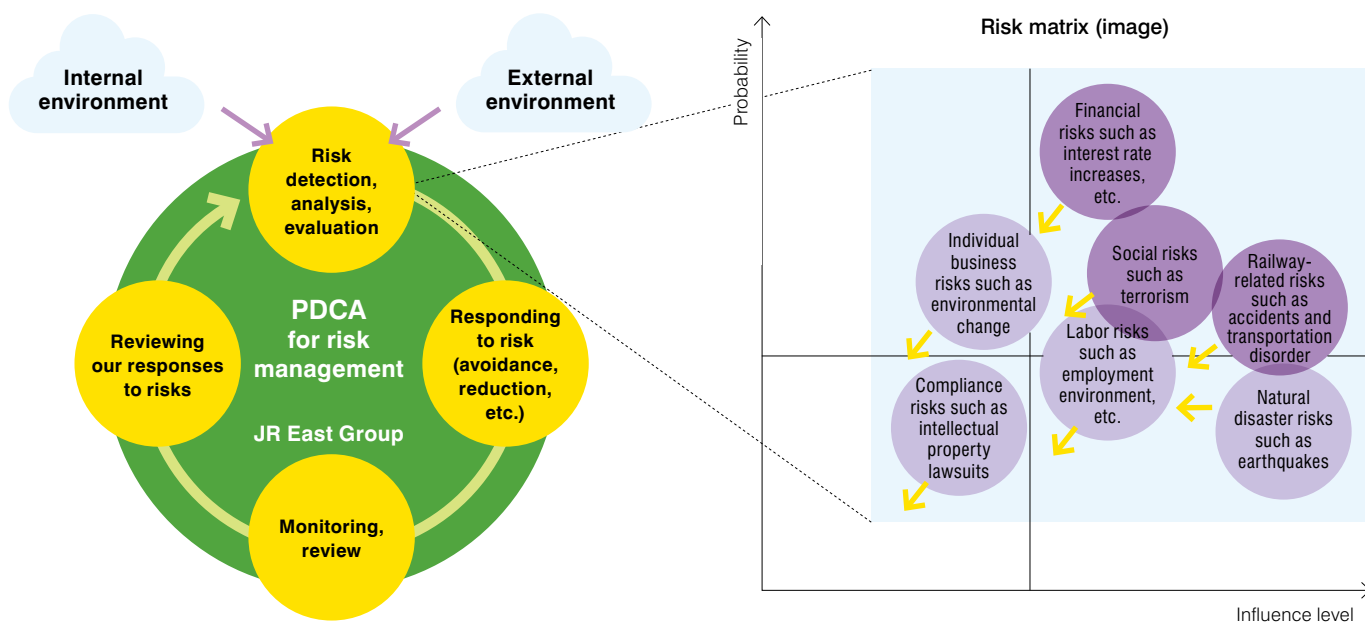 Internal
environment
External
environment
Risk
detection,
analysis,
evaluation
PDCA
for risk
management
JR East Group
Responding
to risk
(avoidance,
reduction,
etc.)
Monitoring,
review
Reviewing
our responses
to risks
Risk matrix (image)
Probability
Financial
risks such as
interest rate
increases,
etc.
Individual
business
risks such as
environmental
change
Social risks
such as
terrorism
Railway-
related risks
such as
accidents and
transportation
disorder
Labor risks
such as
employment
environment,
etc.
Compliance
risks such as
intellectual
property
lawsuits
Natural
disaster risks
such as
earthquakes
Influence level